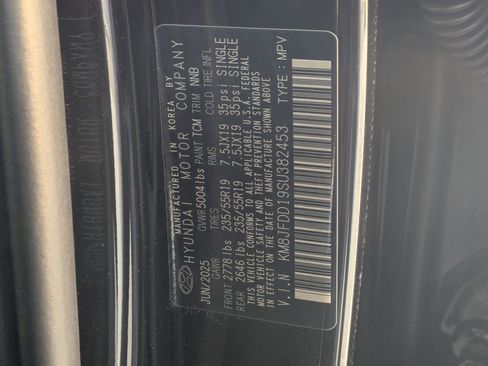 MANUFACTURED IN KOREA BY
HYUNDAI MOTOR COMPANY
GVWR 5004 lbs PAINT TCM TRIM NNB
JUN/2025 GAWR TIRES RIMS COLD TIRE INFL.
FRONT 2778 lbs 235/55R19 7.5JX19 35psi SINGLE
REAR 2646 lbs 235/55R19 7.5JX19 35psi SINGLE
THIS VEHICLE CONFORMS TO ALL APPLICABLE U.S.A. FEDERAL
MOTOR VEHICLE SAFETY, BUMPER AND THEFT PREVENTION STANDARDS
IN EFFECT ON THE DATE OF MANUFACTURE SHOWN ABOVE.
V.I.N KM8JFDD19SU382453 TYPE: MPV